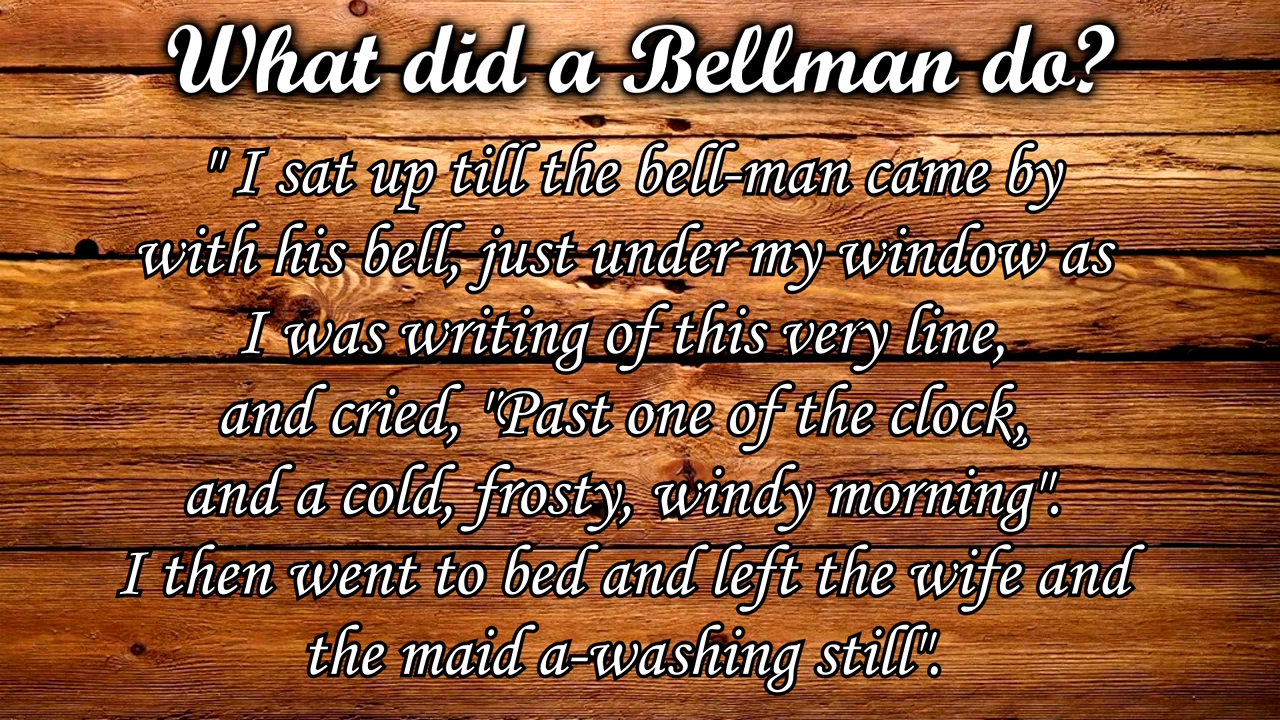 What did a Bellman do?
" I sat up till the bell-man came by
with his bell, just under my window as
I was writing of this very line,
and cried, "Past one of the clock,
and a cold, frosty, windy morning".
I then went to bed and left the wife and
the maid a-washing still".